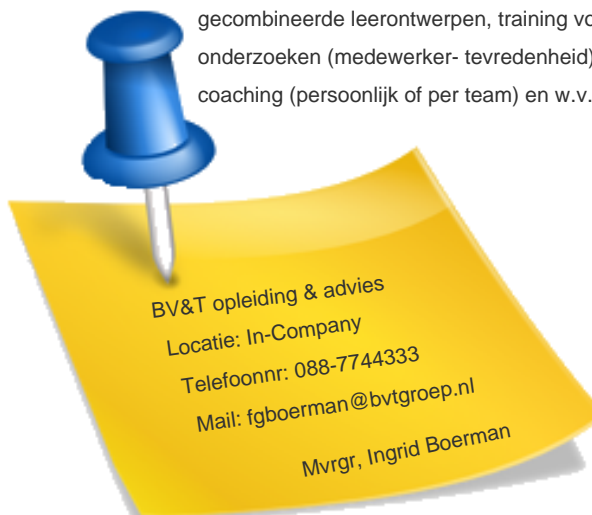 gecombineerde leerontwerpen, training vo
onderzoeken (medewerker- tevredenheid)
coaching (persoonlijk of per team) en w.v.
BV&T opleiding & advies
Locatie: In-Company
Telefoonnr: 088-7744333
Mail: fgboerman@bvtgroep.nl
Mvrgr, Ingrid Boerman